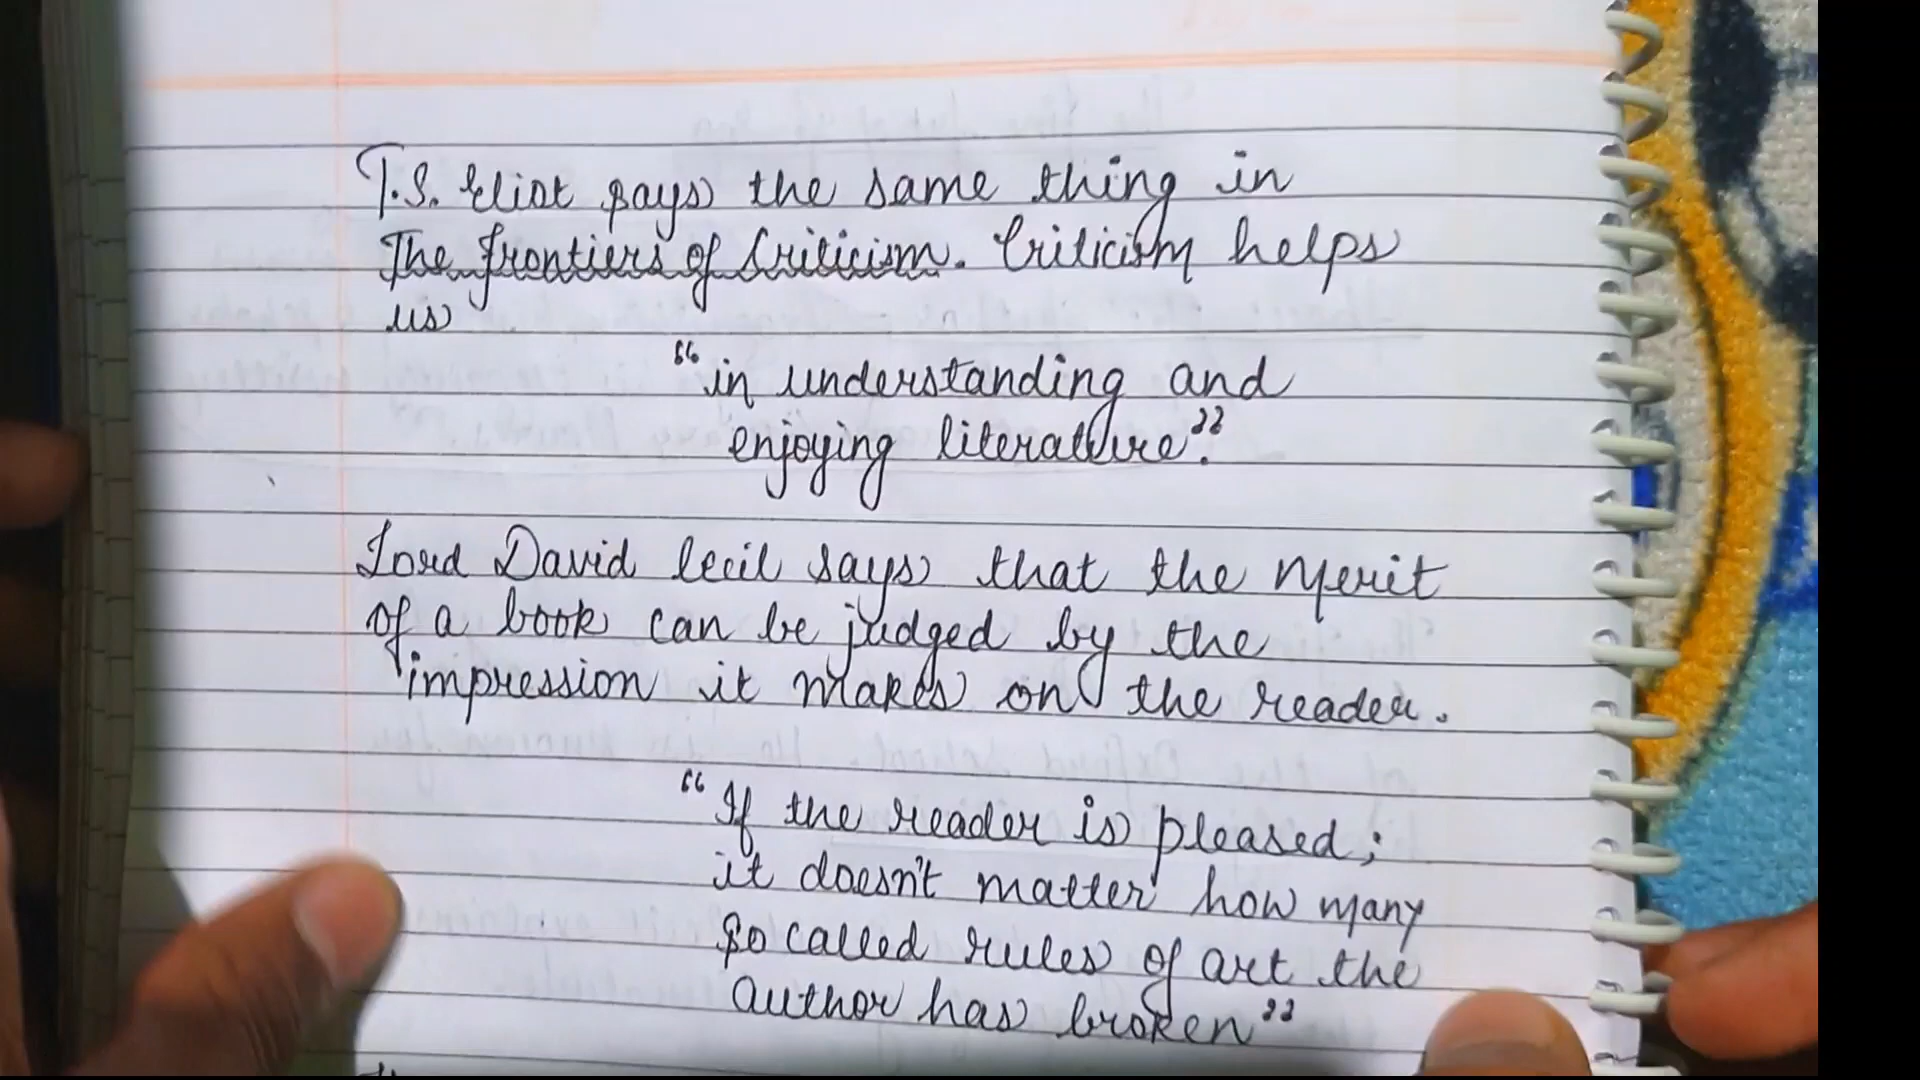 T.S. Eliot says the same thing in
The frontiers of Criticism. Criticism helps
us
“in understanding and
enjoying literature.”
Lord David Cecil says that the merit
of a book can be judged by the
impression it makes on the reader.
“If the reader is pleased;
it doesn't matter how many
so called rules of art the
author has broken”